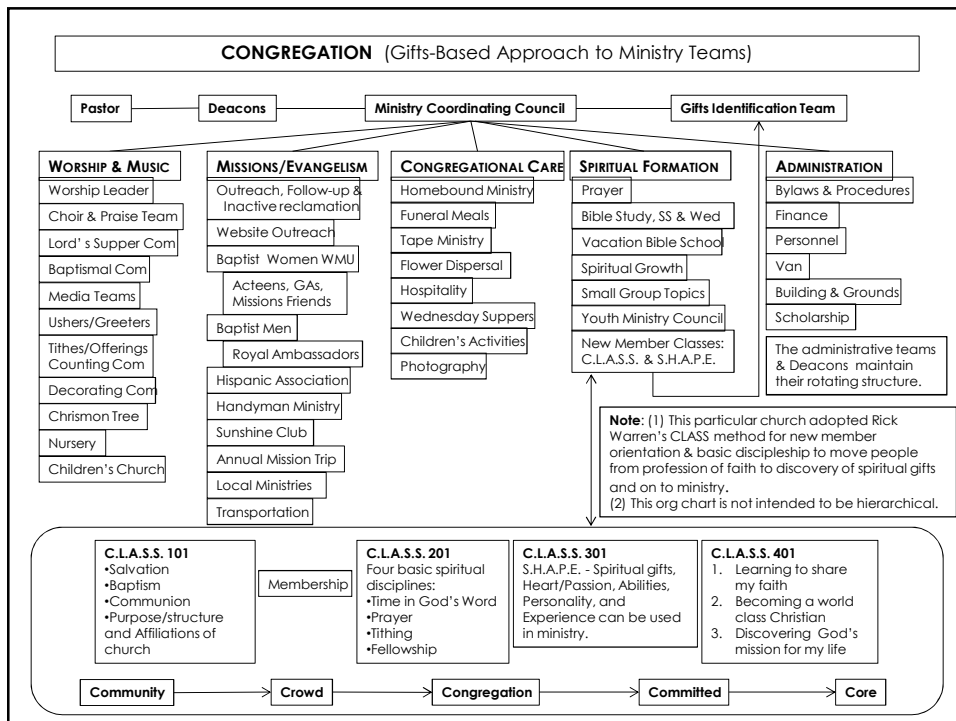 CONGREGATION (Gifts-Based Approach to Ministry Teams)
Pastor
Deacons
Ministry Coordinating Council
Gifts Identification Team
WORSHIP & MUSIC
Worship Leader
Choir & Praise Team
Lord' s Supper Com
Baptismal Com
Media Teams
Ushers/Greeters
Tithes/Offerings
Counting Com
Decorating Com
Chrismon Tree
Nursery
Children's Church
MISSIONS/EVANGELISM
Outreach, Follow-up &
Inactive reclamation
Website Outreach
Baptist Women WMU
Acteens, GAs,
Missions Friends
Baptist Men
Royal Ambassadors
Hispanic Association
Handyman Ministry
Sunshine Club
Annual Mission Trip
Local Ministries
Transportation
CONGREGATIONAL CARE
Homebound Ministry
Funeral Meals
Tape Ministry
Flower Dispersal
Hospitality
Wednesday Suppers
Children's Activities
Photography
SPIRITUAL FORMATION
Prayer
Bible Study, SS & Wed
Vacation Bible School
Spiritual Growth
Small Group Topics
Youth Ministry Council
New Member Classes:
C.L.A.S.S. & S.H.A.P.E.
ADMINISTRATION
Bylaws & Procedures
Finance
Personnel
Van
Building & Grounds
Scholarship
The administrative teams
& Deacons maintain
their rotating structure.
Note: (1) This particular church adopted Rick
Warren's CLASS method for new member
orientation & basic discipleship to move people
from profession of faith to discovery of spiritual gifts
and on to ministry.
(2) This org chart is not intended to be hierarchical.
C.L.A.S.S. 101
•Salvation
•Baptism
•Communion
•Purpose/structure
and Affiliations of
church
Membership
C.L.A.S.S. 201
Four basic spiritual
disciplines:
•Time in God's Word
•Prayer
•Tithing
•Fellowship
C.L.A.S.S. 301
S.H.A.P.E. - Spiritual gifts,
Heart/Passion, Abilities,
Personality, and
Experience can be used
in ministry.
C.L.A.S.S. 401
1. Learning to share
my faith
2. Becoming a world
class Christian
3. Discovering God's
mission for my life
Community
Crowd
Congregation
Committed
Core